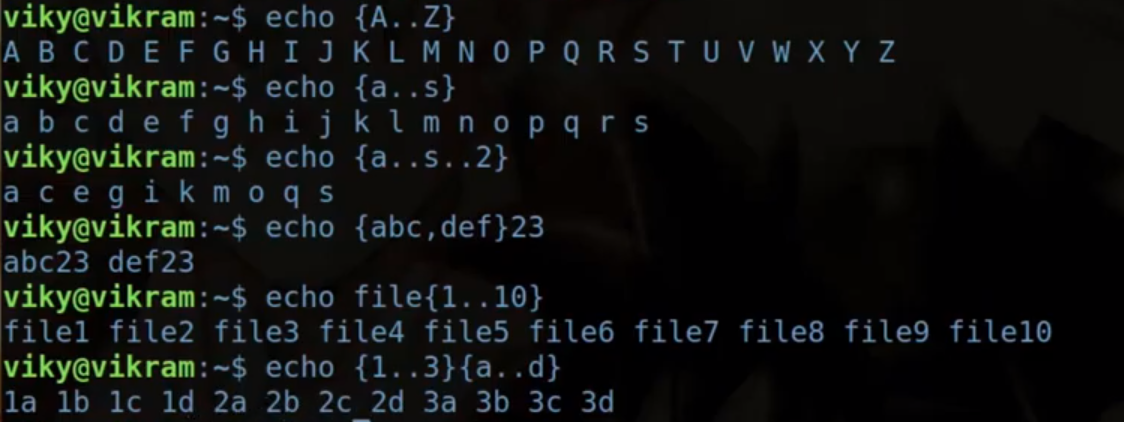 viky@vikram:~$ echo {A..Z}
A B C D E F G H I J K L M N O P Q R S T U V W X Y Z
viky@vikram:~$ echo {a..s}
a b c d e f g h i j k l m n o p q r s
viky@vikram:~$ echo {a..s..2}
a c e g i k m o q s
viky@vikram:~$ echo {abc,def}23
abc23 def23
viky@vikram:~$ echo file{1..10}
file1 file2 file3 file4 file5 file6 file7 file8 file9 file10
viky@vikram:~$ echo {1..3}{a..d}
1a 1b 1c 1d 2a 2b 2c 2d 3a 3b 3c 3d